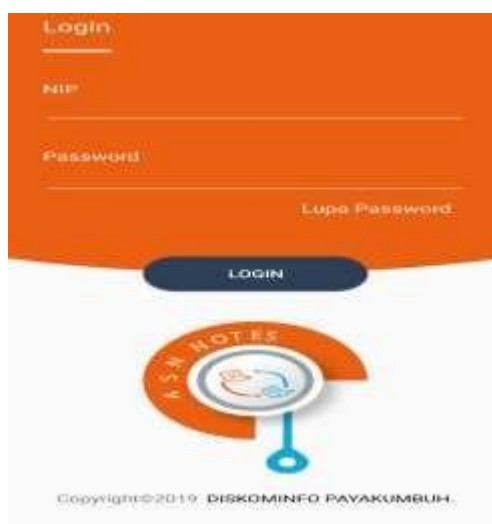 Login
NIP
Password
Lupa Password
LOGIN
ASN NOTES
Copyright©2019 DISKOMINFO PAYAKUMBUH.